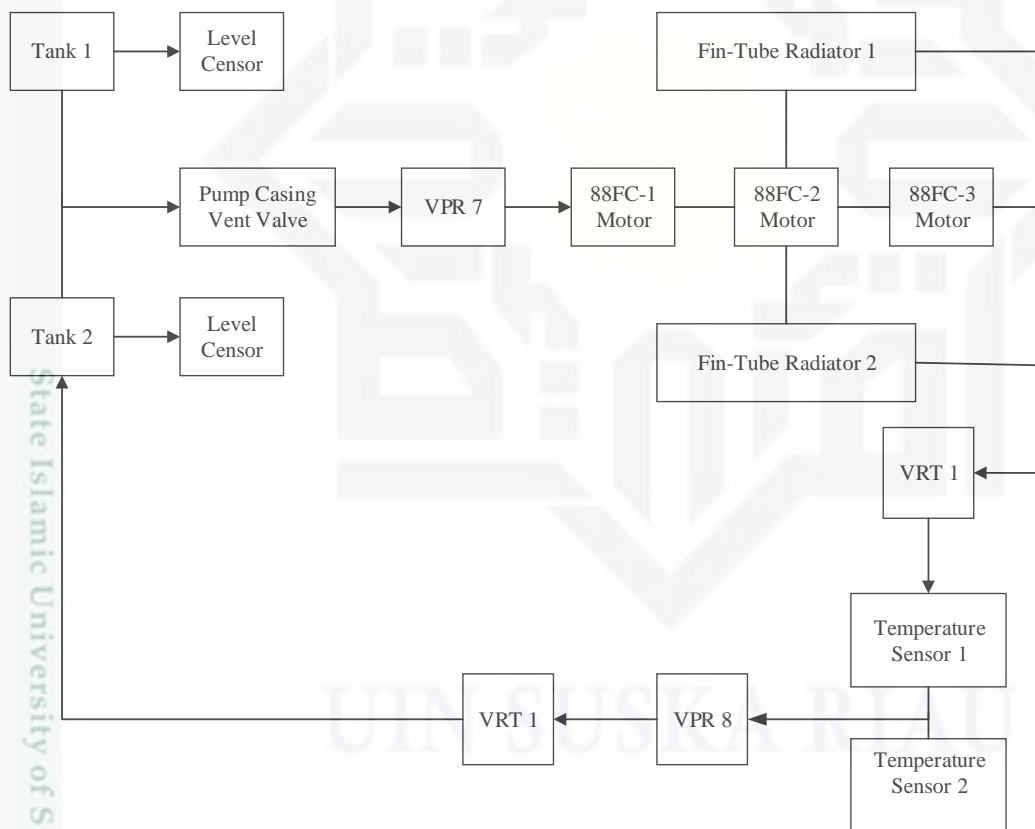 Tank 1
Level
Censor
Fin-Tube Radiator 1
Pump Casing
Vent Valve
VPR 7
88FC-1
Motor
88FC-2
Motor
88FC-3
Motor
Tank 2
Level
Censor
Fin-Tube Radiator 2
VRT 1
Temperature
Sensor 1
VRT 1
VPR 8
Temperature
Sensor 2
State Islamic University of S
UIN SUSKA RIAU